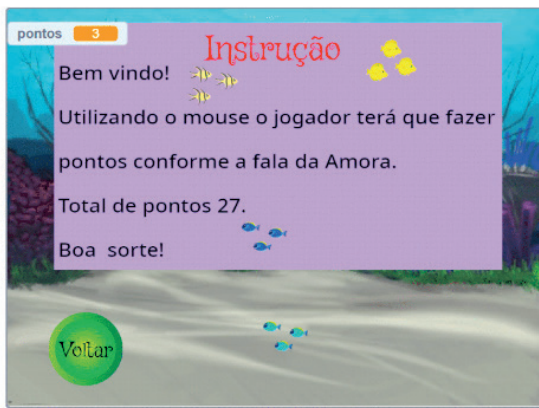 pontos 3
Instrução
Bem vindo!
Utilizando o mouse o jogador terá que fazer
pontos conforme a fala da Amora.
Total de pontos 27.
Boa sorte!
Voltar